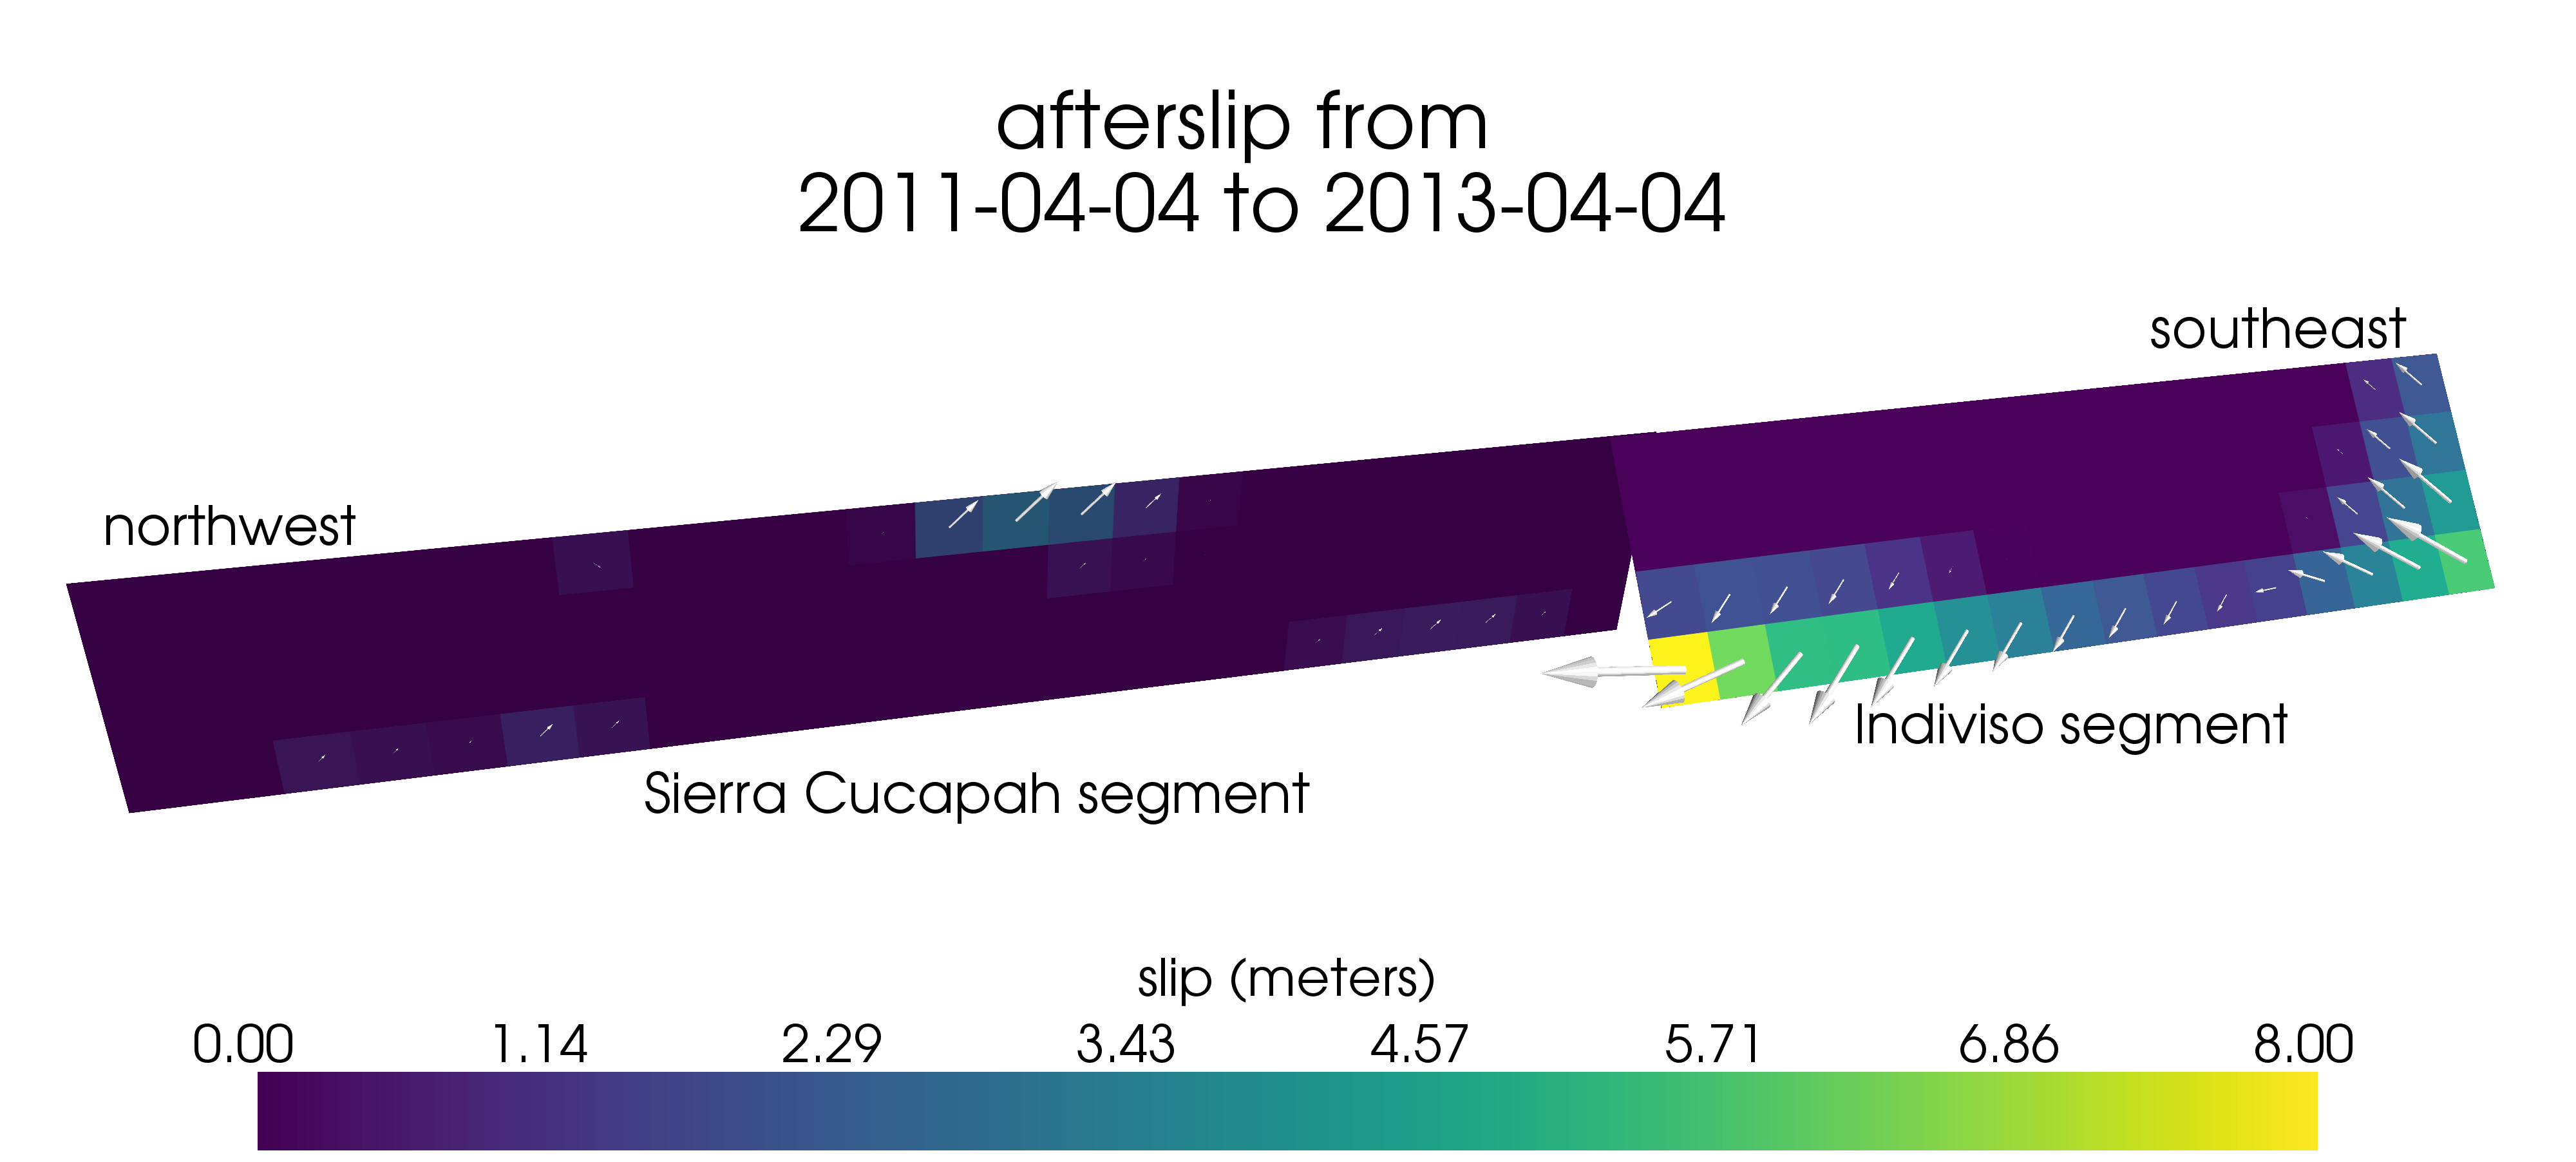 afterslip from
2011-04-04 to 2013-04-04
southeast
northwest
Indiviso segment
Sierra Cucapah segment
slip (meters)
0.00 1.14 2.29 3.43 4.57 5.71 6.86 8.00